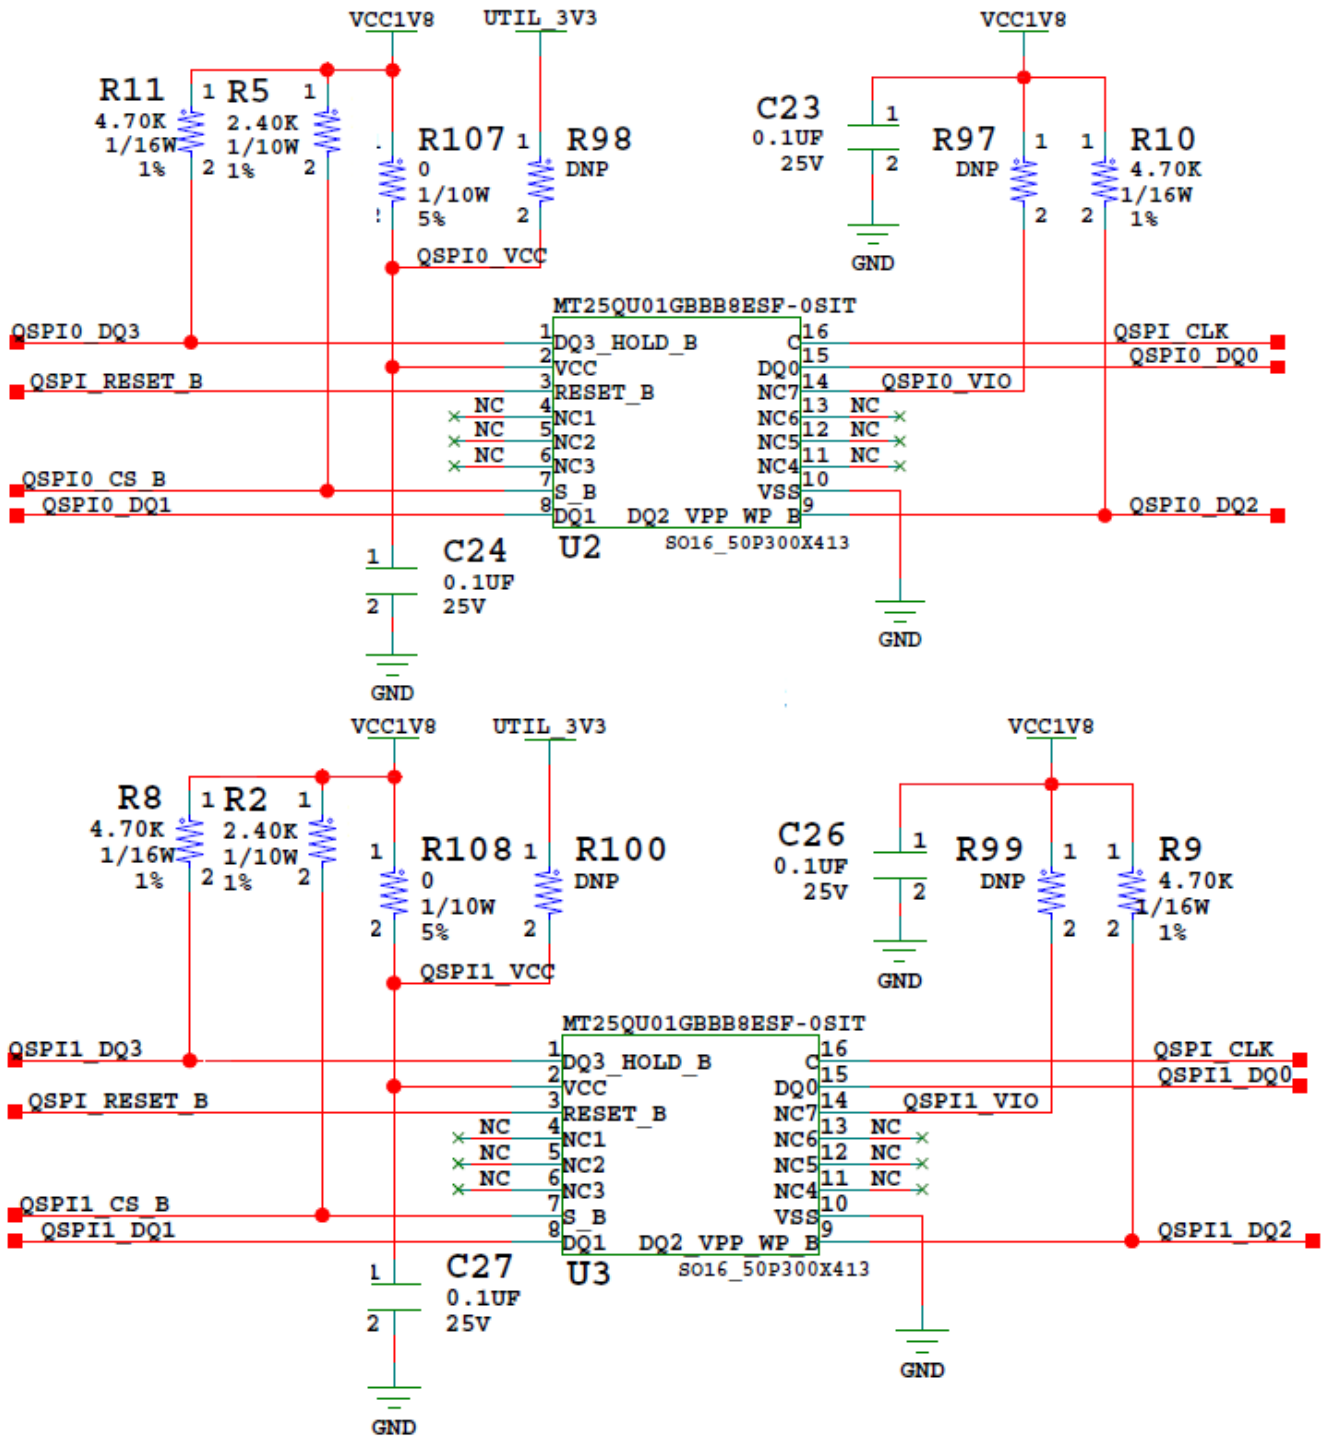 VCC1V8
UTIL_3V3
VCC1V8
R11
4.70K
1/16W
1%
1
2
R5
2.40K
1/10W
1%
1
2
R107
0
1/10W
5%
1
2
R98
DNP
C23
0.1UF
25V
1
2
GND
R97
DNP
1
2
R10
4.70K
1/16W
1%
1
2
QSPI0_VCC
MT25QU01GBBB8ESF-0SIT
QSPI0_DQ3
1
DQ3_HOLD_B
C
16
QSPI_CLK
2
VCC
DQ0
15
QSPI0_DQ0
QSPI_RESET_B
3
RESET_B
NC7
14
QSPI0_VIO
NC
4
NC1
NC6
13
NC
NC
5
NC2
NC5
12
NC
NC
6
NC3
NC4
11
NC
QSPI0_CS_B
7
S_B
VSS
10
QSPI0_DQ1
8
DQ1
DQ2_VPP_WP_B
9
QSPI0_DQ2
U2
SO16_50P300X413
C24
0.1UF
25V
1
2
GND
GND
VCC1V8
UTIL_3V3
VCC1V8
R8
4.70K
1/16W
1%
1
2
R2
2.40K
1/10W
1%
1
2
R108
0
1/10W
5%
1
2
R100
DNP
1
2
C26
0.1UF
25V
1
2
GND
R99
DNP
1
2
R9
4.70K
1/16W
1%
1
2
QSPI1_VCC
MT25QU01GBBB8ESF-0SIT
QSPI1_DQ3
1
DQ3_HOLD_B
C
16
QSPI_CLK
2
VCC
DQ0
15
QSPI1_DQ0
QSPI_RESET_B
3
RESET_B
NC7
14
QSPI1_VIO
NC
4
NC1
NC6
13
NC
NC
5
NC2
NC5
12
NC
NC
6
NC3
NC4
11
NC
QSPI1_CS_B
7
S_B
VSS
10
QSPI1_DQ1
8
DQ1
DQ2_VPP_WP_B
9
QSPI1_DQ2
U3
SO16_50P300X413
C27
0.1UF
25V
1
2
GND
GND